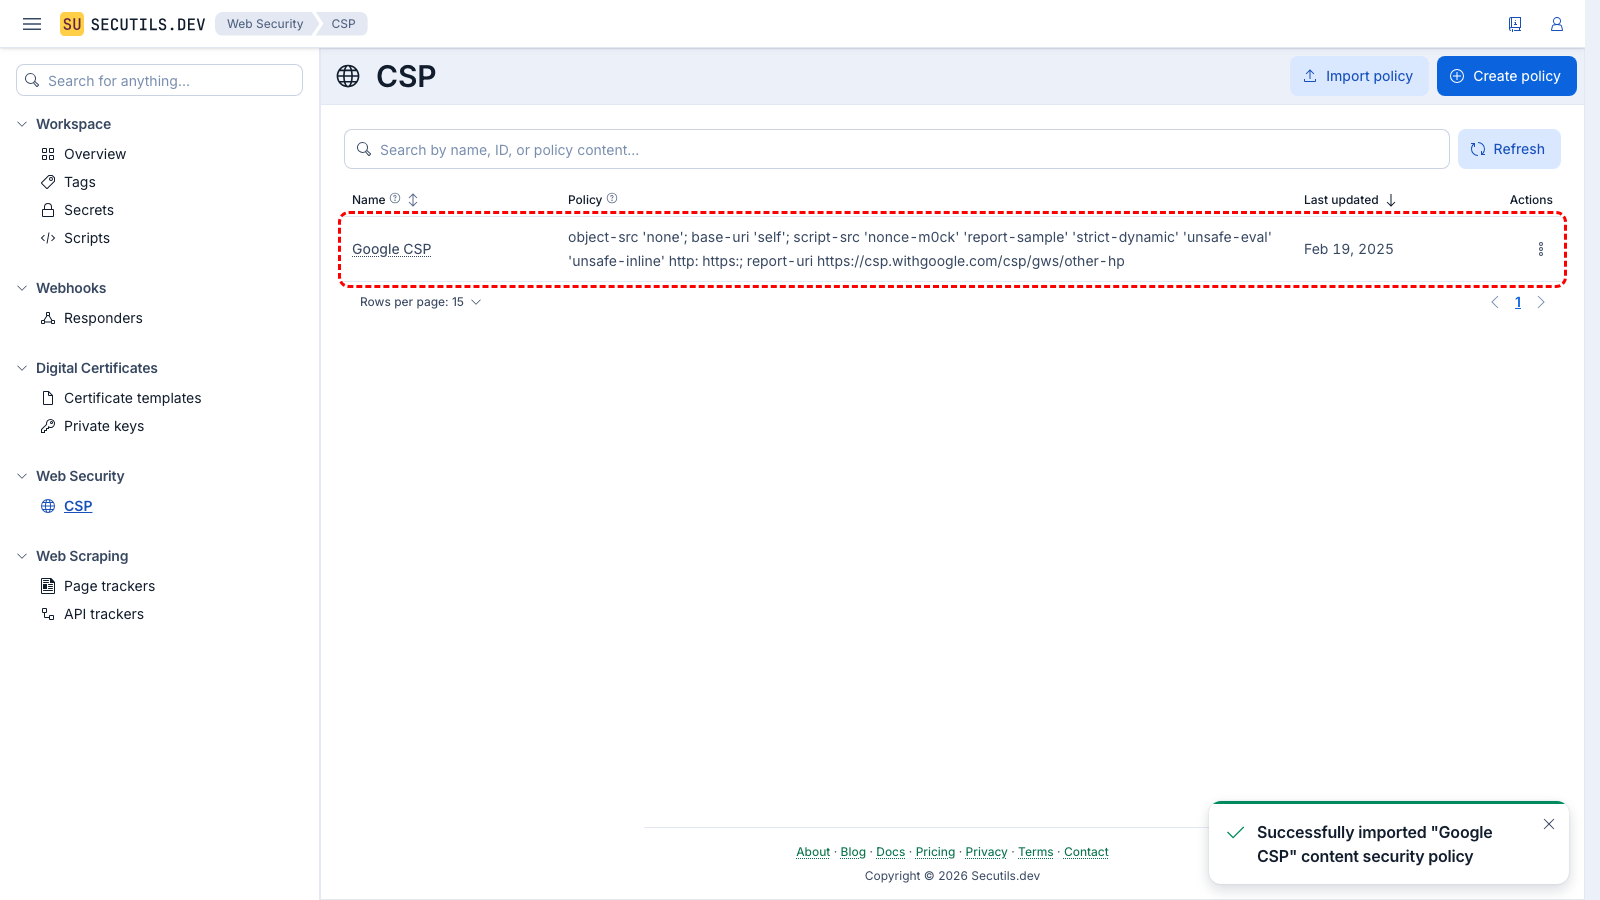 SU SECUTILS.DEV
Web Security
CSP
Search for anything...
Workspace
Overview
Tags
Secrets
Scripts
Webhooks
Responders
Digital Certificates
Certificate templates
Private keys
Web Security
CSP
Web Scraping
Page trackers
API trackers
CSP
Import policy
Create policy
Search by name, ID, or policy content...
Refresh
Name
Policy
Last updated
Actions
Google CSP
object-src 'none'; base-uri 'self'; script-src 'nonce-m0ck' 'report-sample' 'strict-dynamic' 'unsafe-eval'
'unsafe-inline' http: https:; report-uri https://csp.withgoogle.com/csp/gws/other-hp
Feb 19, 2025
Rows per page: 15
1
About · Blog · Docs · Pricing · Privacy · Terms · Contact
Copyright © 2026 Secutils.dev
Successfully imported "Google
CSP" content security policy